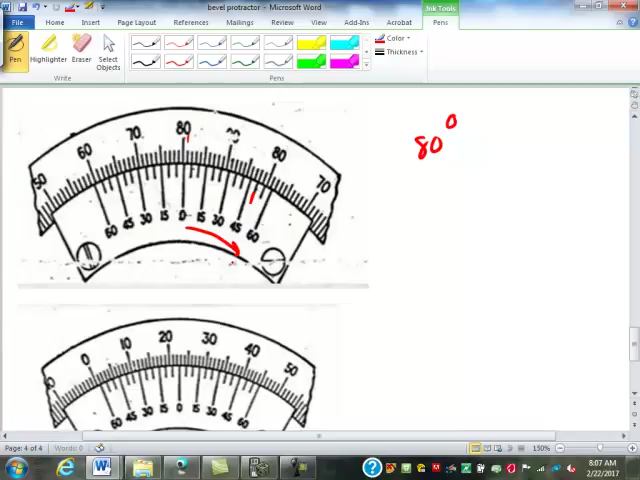 bevel protractor - Microsoft Word
Ink Tools
File Home Insert Page Layout References Mailings Review View Add-Ins Acrobat Pens
Pen Highlighter Eraser Select Objects
Color
Thickness
Write Pens
80°
50 60 70 80 80 70
60 45 30 15 0 15 30 45 60
0 10 20 30 40 50
60 45 30 15 0 15 30 45 60
Page: 4 of 4 Words: 0 150%
8:07 AM
2/22/2017